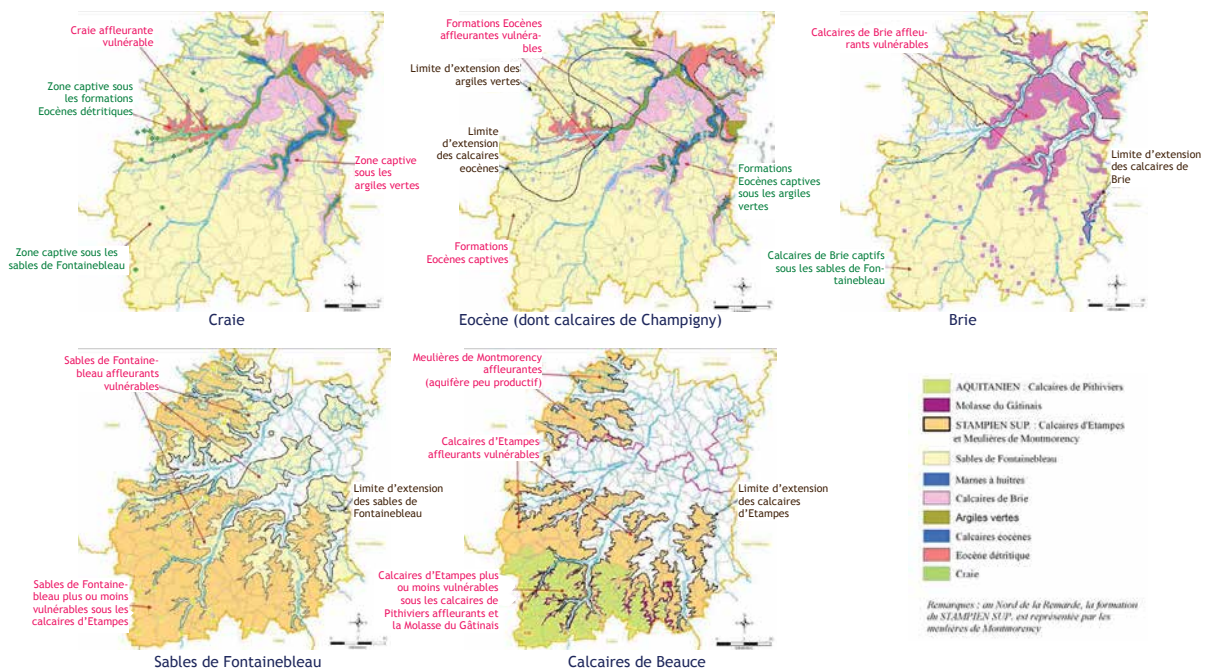 Craie affleurante
vulnérable
Zone captive sous
les formations
Eocènes détritiques
Zone captive
sous les
argiles vertes
Zone captive sous les
sables de Fontainebleau
Craie
Formations Eocènes
affleurantes vulnéra-
bles
Limite d'extension des
argiles vertes
Limite
d'extension
des calcaires
eocènes
Formations
Eocènes captives
sous les argiles
vertes
Formations
Eocènes captives
Eocène (dont calcaires de Champigny)
Calcaires de Brie affleu-
rants vulnérables
Limite d'extension
des calcaires de
Brie
Calcaires de Brie captifs
sous les sables de Fon-
tainebleau
Brie
Sables de Fontaine-
bleau affleurants
vulnérables
Limite d'extension
des sables de
Fontainebleau
Sables de Fontaine-
bleau plus ou moins
vulnérables sous les
calcaires d'Etampes
Sables de Fontainebleau
Meulières de Montmorency
affleurantes
(aquifère peu productif)
Calcaires d'Etampes
affleurants vulnérables
Limite d'extension
des calcaires
d'Etampes
Calcaires d'Etampes plus
ou moins vulnérables
sous les calcaires de
Pithiviers affleurants et
la Molasse du Gâtinais
Calcaires de Beauce
AQUITANIEN : Calcaires de Pithiviers
Molasse du Gâtinais
STAMPIEN SUP. : Calcaires d'Etampes
et Meulières de Montmorency
Sables de Fontainebleau
Marnes à huîtres
Calcaires de Brie
Argiles vertes
Calcaires éocènes
Eocène détritique
Craie
Remarques : au Nord de la Remarde, la formation
du STAMPIEN SUP. est représentée par les
meulières de Montmorency